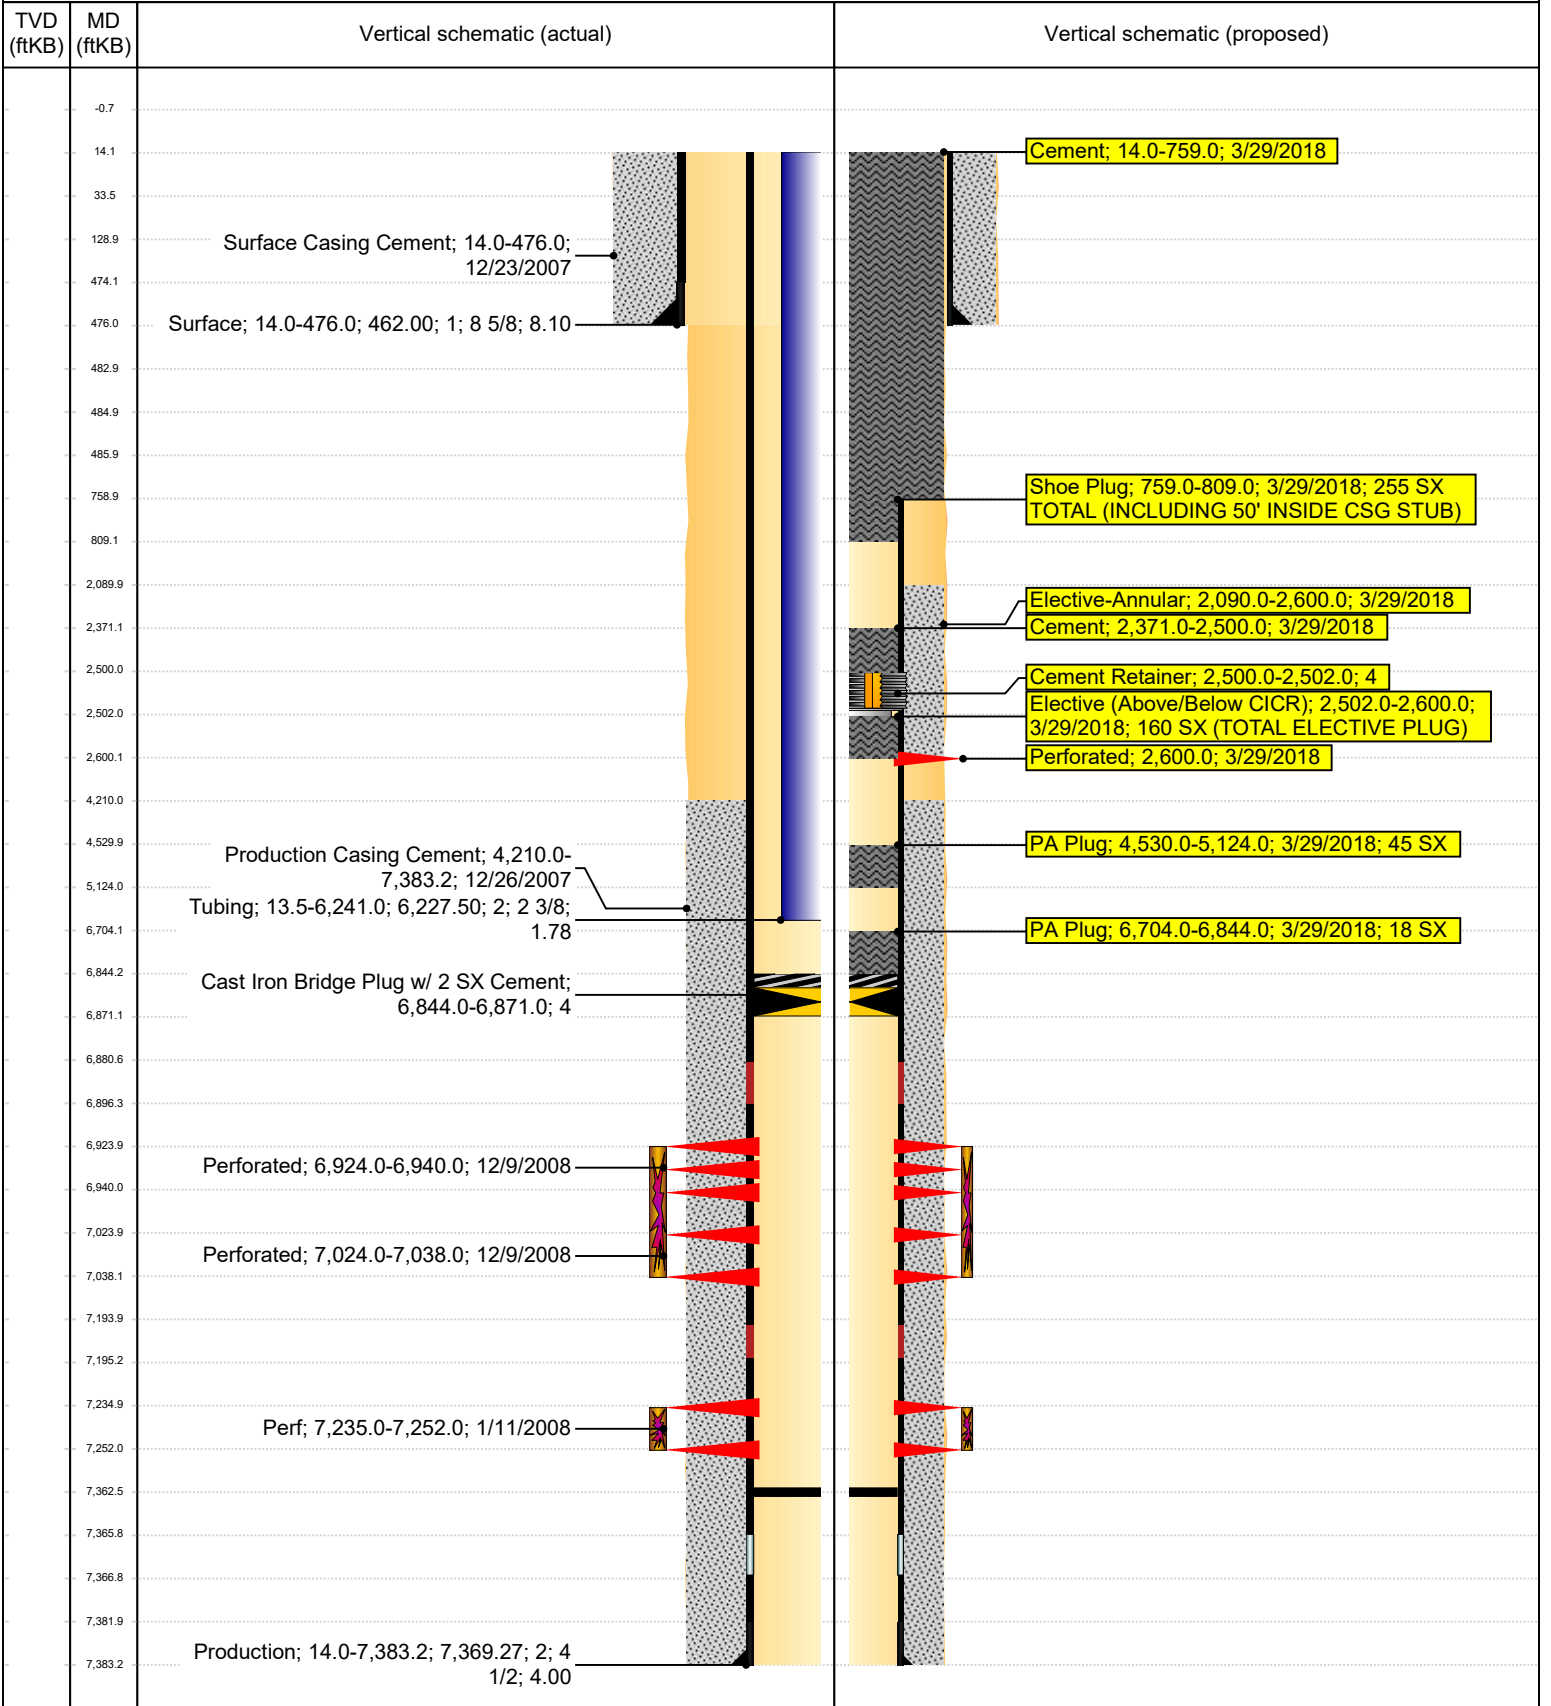 TVD
(ftKB)
MD
(ftKB)
Vertical schematic (actual)
Vertical schematic (proposed)
-0.7
14.1
33.5
128.9
474.1
476.0
482.9
484.9
485.9
758.9
809.1
2,089.9
2,371.1
2,500.0
2,502.0
2,600.1
4,210.0
4,529.9
5,124.0
6,704.1
6,844.2
6,871.1
6,880.6
6,896.3
6,923.9
6,940.0
7,023.9
7,038.1
7,193.9
7,195.2
7,234.9
7,252.0
7,362.5
7,365.8
7,366.8
7,381.9
7,383.2
Surface Casing Cement; 14.0-476.0;
12/23/2007
Surface; 14.0-476.0; 462.00; 1; 8 5/8; 8.10
Production Casing Cement; 4,210.0-
7,383.2; 12/26/2007
Tubing; 13.5-6,241.0; 6,227.50; 2; 2 3/8;
1.78
Cast Iron Bridge Plug w/ 2 SX Cement;
6,844.0-6,871.0; 4
Perforated; 6,924.0-6,940.0; 12/9/2008
Perforated; 7,024.0-7,038.0; 12/9/2008
Perf; 7,235.0-7,252.0; 1/11/2008
Production; 14.0-7,383.2; 7,369.27; 2; 4
1/2; 4.00
Cement; 14.0-759.0; 3/29/2018
Shoe Plug; 759.0-809.0; 3/29/2018; 255 SX
TOTAL (INCLUDING 50' INSIDE CSG STUB)
Elective-Annular; 2,090.0-2,600.0; 3/29/2018
Cement; 2,371.0-2,500.0; 3/29/2018
Cement Retainer; 2,500.0-2,502.0; 4
Elective (Above/Below CICR); 2,502.0-2,600.0;
3/29/2018; 160 SX (TOTAL ELECTIVE PLUG)
Perforated; 2,600.0; 3/29/2018
PA Plug; 4,530.0-5,124.0; 3/29/2018; 45 SX
PA Plug; 6,704.0-6,844.0; 3/29/2018; 18 SX